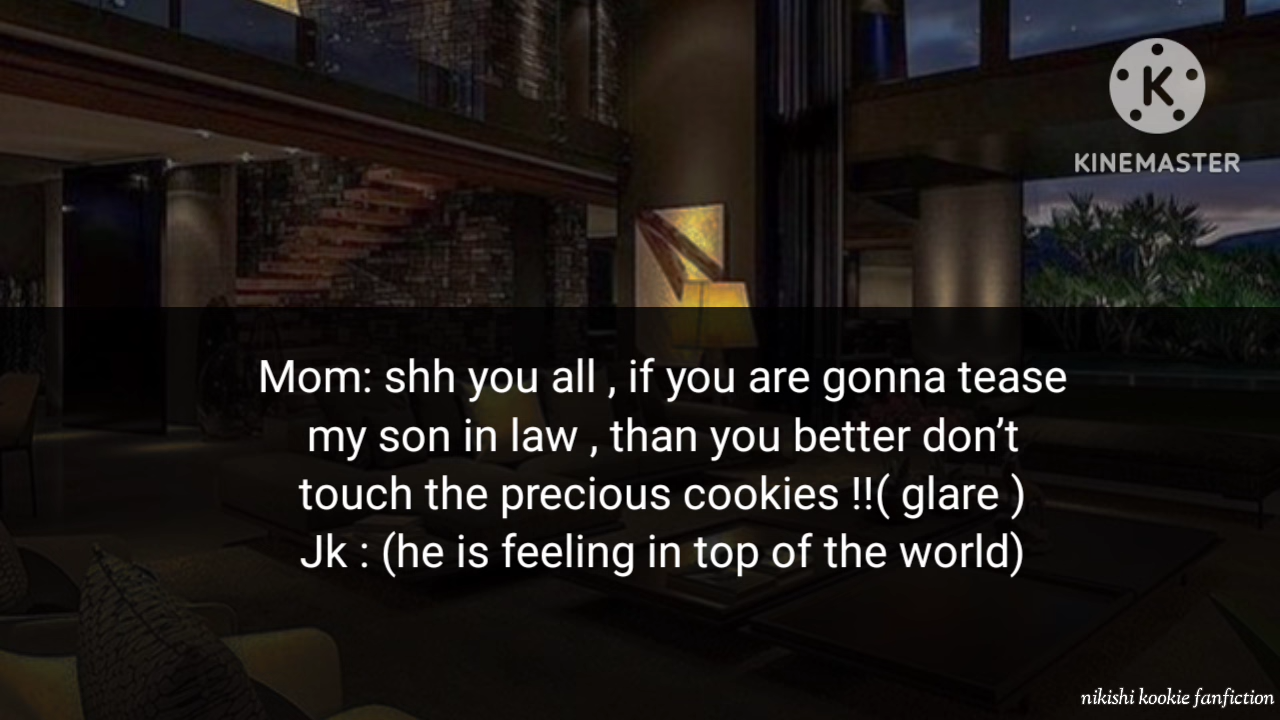 KINEMASTER
Mom: shh you all , if you are gonna tease
my son in law , than you better don’t
touch the precious cookies !!( glare )
Jk : (he is feeling in top of the world)
nikishi kookie fanfiction